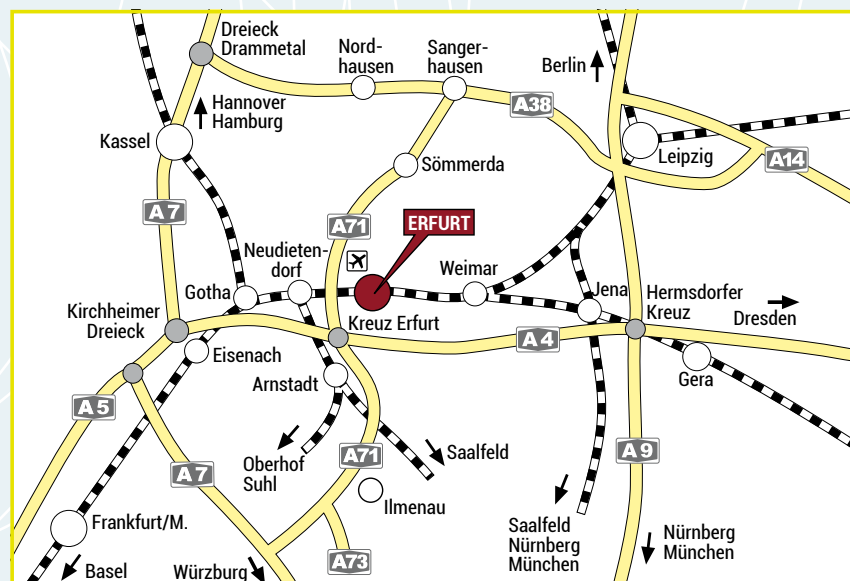 Dreieck
Drammetal
Nord-
hausen
Sanger-
hausen
Berlin
A38
Hannover
Hamburg
Kassel
Leipzig
A14
Sömmerda
A7
A71
ERFURT
Neudieten-
dorf
Weimar
Gotha
Jena
Hermsdorfer
Kreuz
Dresden
Kirchheimer
Dreieck
Kreuz Erfurt
A4
Eisenach
Arnstadt
Gera
A5
Oberhof
Suhl
A71
Saalfeld
A9
A7
Ilmenau
Frankfurt/M.
Saalfeld
Nürnberg
München
Nürnberg
München
A73
Basel
Würzburg